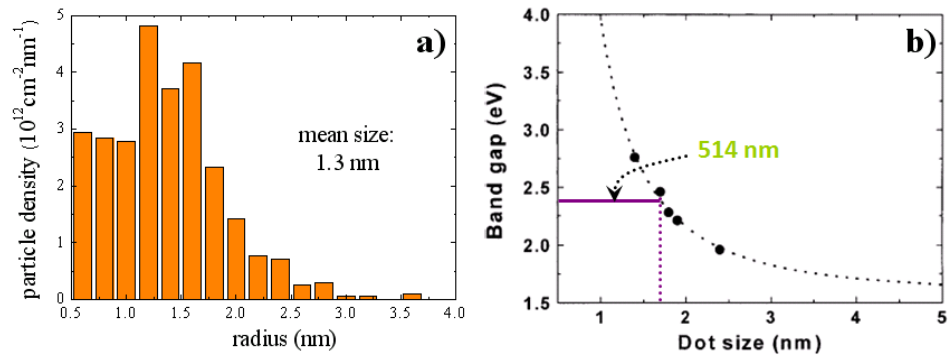 a)
particle density (10¹² cm⁻² nm⁻¹)
5
4
3
2
1
0
mean size:
1.3 nm
0.5 1.0 1.5 2.0 2.5 3.0 3.5 4.0
radius (nm)
b)
Band gap (eV)
4.0
3.5
3.0
2.5
2.0
1.5
514 nm
1 2 3 4 5
Dot size (nm)